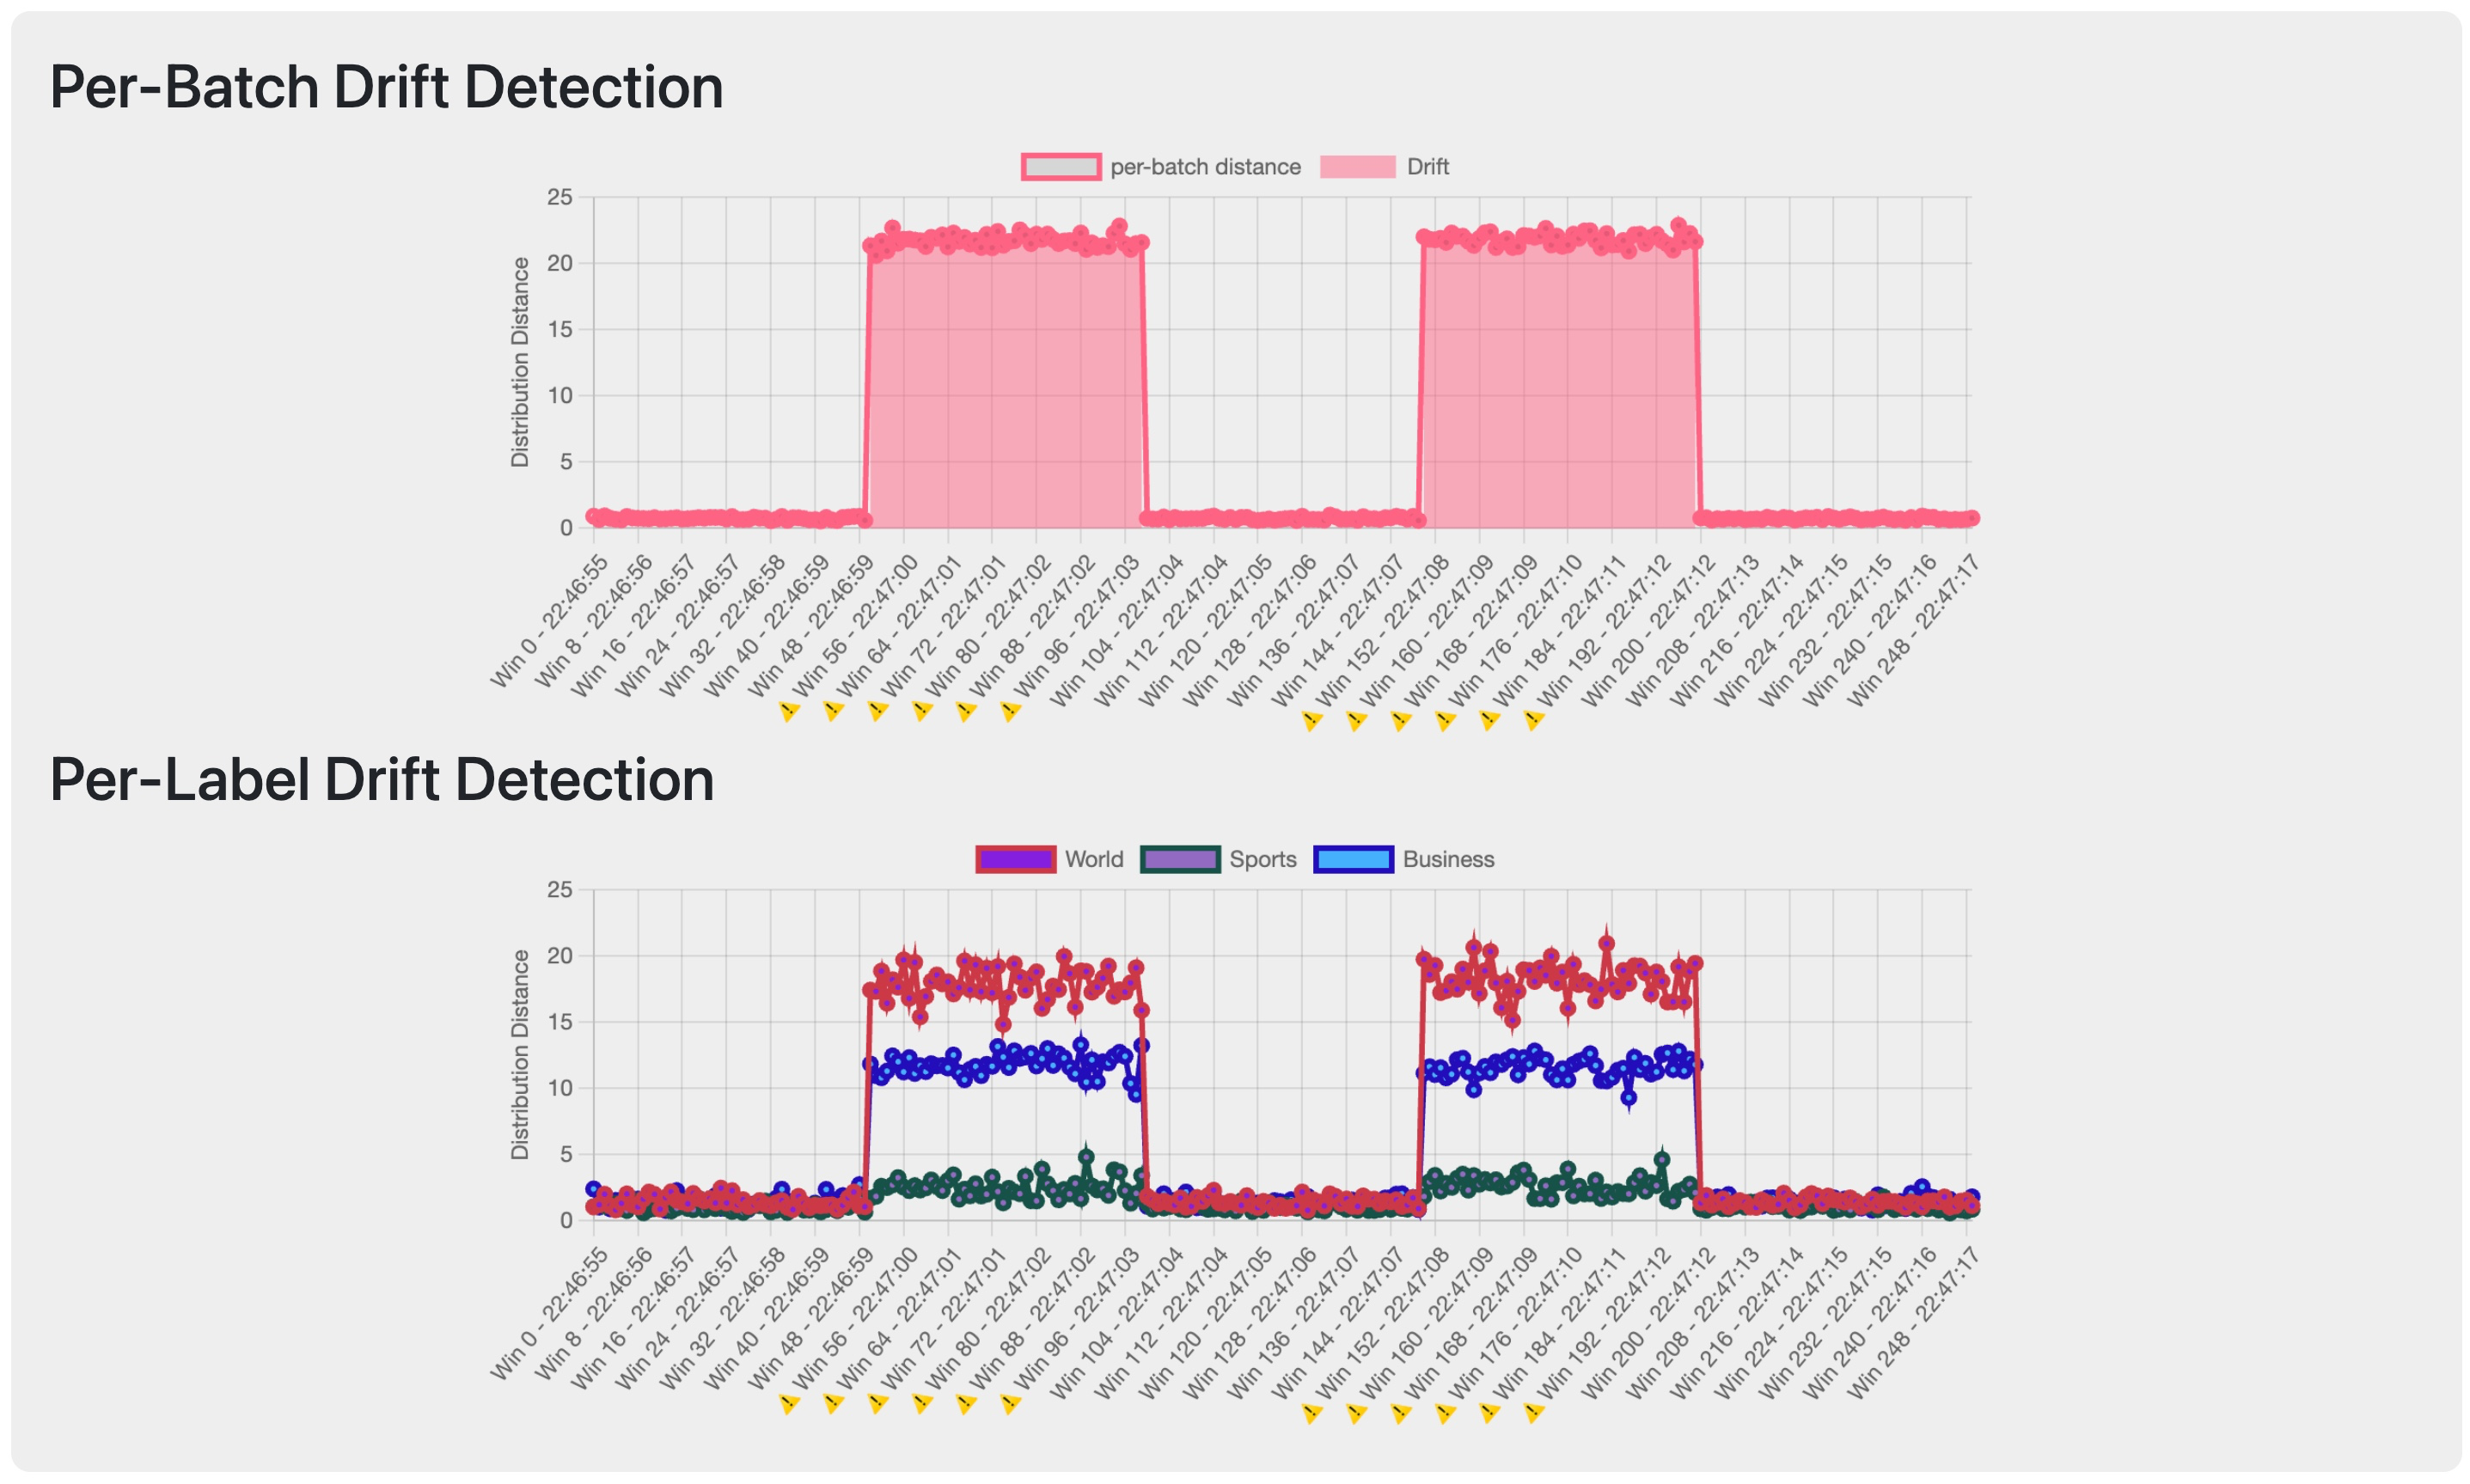 Per-Batch Drift Detection
per-batch distance Drift
Distribution Distance
25
20
15
10
5
0
Win 0 - 22:46:55
Win 8 - 22:46:56
Win 16 - 22:46:57
Win 24 - 22:46:57
Win 32 - 22:46:58
Win 40 - 22:46:59
Win 48 - 22:46:59
⚠ Win 56 - 22:47:00
⚠ Win 64 - 22:47:01
⚠ Win 72 - 22:47:01
⚠ Win 80 - 22:47:02
⚠ Win 88 - 22:47:02
⚠ Win 96 - 22:47:03
Win 104 - 22:47:04
Win 112 - 22:47:04
Win 120 - 22:47:05
Win 128 - 22:47:06
Win 136 - 22:47:07
Win 144 - 22:47:07
⚠ Win 152 - 22:47:08
⚠ Win 160 - 22:47:09
⚠ Win 168 - 22:47:09
⚠ Win 176 - 22:47:10
⚠ Win 184 - 22:47:11
⚠ Win 192 - 22:47:12
Win 200 - 22:47:12
Win 208 - 22:47:13
Win 216 - 22:47:14
Win 224 - 22:47:15
Win 232 - 22:47:15
Win 240 - 22:47:16
Win 248 - 22:47:17
Per-Label Drift Detection
World Sports Business
Distribution Distance
25
20
15
10
5
0
Win 0 - 22:46:55
Win 8 - 22:46:56
Win 16 - 22:46:57
Win 24 - 22:46:57
Win 32 - 22:46:58
Win 40 - 22:46:59
Win 48 - 22:46:59
⚠ Win 56 - 22:47:00
⚠ Win 64 - 22:47:01
⚠ Win 72 - 22:47:01
⚠ Win 80 - 22:47:02
⚠ Win 88 - 22:47:02
⚠ Win 96 - 22:47:03
Win 104 - 22:47:04
Win 112 - 22:47:04
Win 120 - 22:47:05
Win 128 - 22:47:06
Win 136 - 22:47:07
Win 144 - 22:47:07
⚠ Win 152 - 22:47:08
⚠ Win 160 - 22:47:09
⚠ Win 168 - 22:47:09
⚠ Win 176 - 22:47:10
⚠ Win 184 - 22:47:11
⚠ Win 192 - 22:47:12
Win 200 - 22:47:12
Win 208 - 22:47:13
Win 216 - 22:47:14
Win 224 - 22:47:15
Win 232 - 22:47:15
Win 240 - 22:47:16
Win 248 - 22:47:17